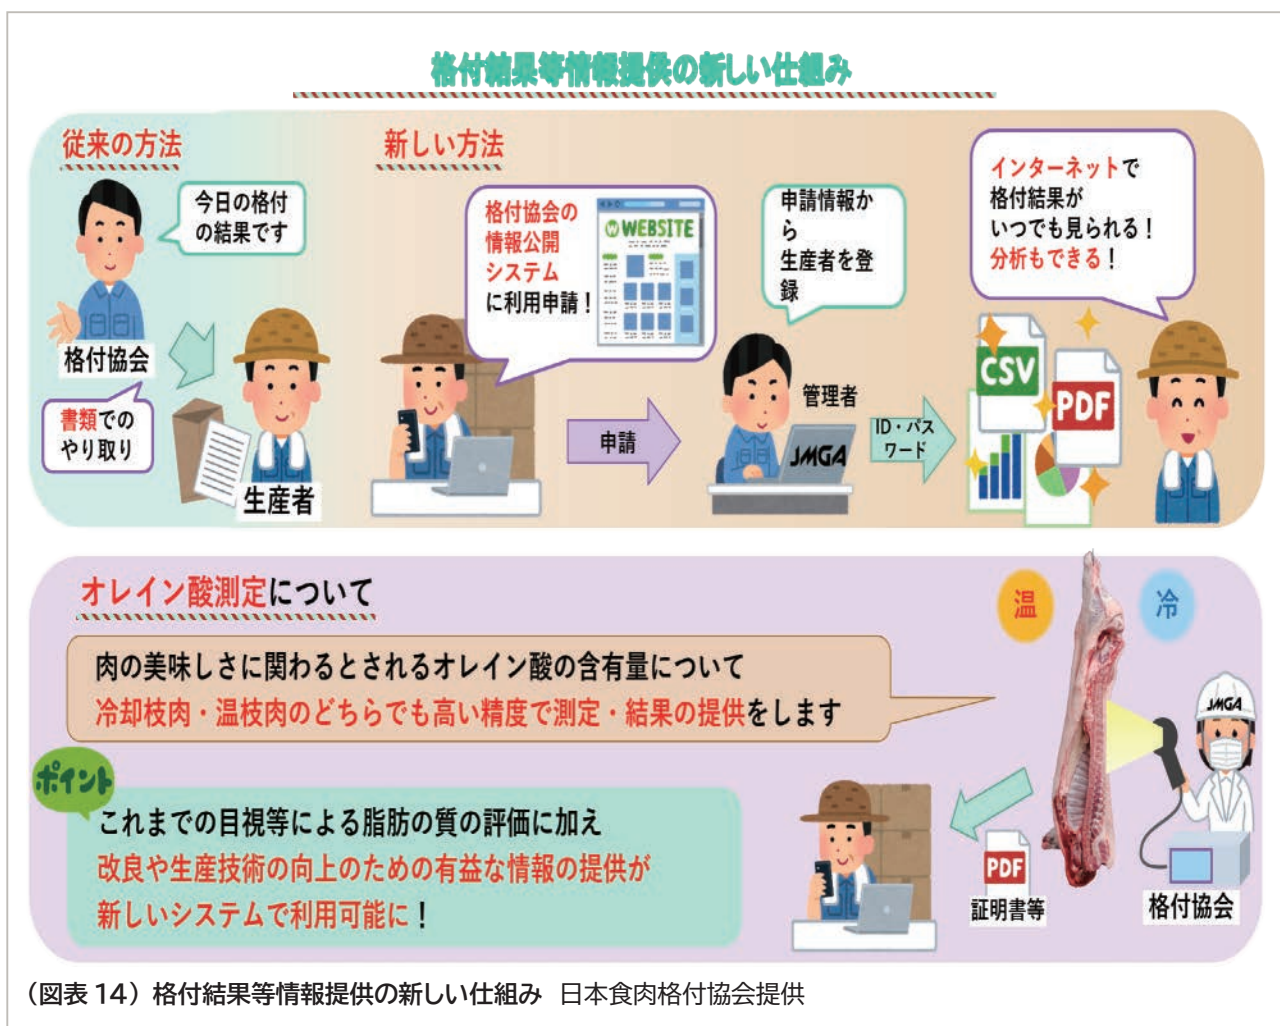 格付結果等情報提供の新しい仕組み
従来の方法
今日の格付
の結果です
格付協会
書類での
やり取り
生産者
新しい方法
格付協会の
情報公開
システム
に利用申請！
W WEBSITE
申請
申請情報か
ら
生産者を登
録
管理者
JMGA
ID・パス
ワード
インターネットで
格付結果が
いつでも見られる！
分析もできる！
CSV
PDF
オレイン酸測定について
肉の美味しさに関わるとされるオレイン酸の含有量について
冷却枝肉・温枝肉のどちらでも高い精度で測定・結果の提供をします
温
冷
JMGA
ポイント
これまでの目視等による脂肪の質の評価に加え
改良や生産技術の向上のための有益な情報の提供が
新しいシステムで利用可能に！
PDF
証明書等
格付協会
（図表 14）格付結果等情報提供の新しい仕組み　日本食肉格付協会提供